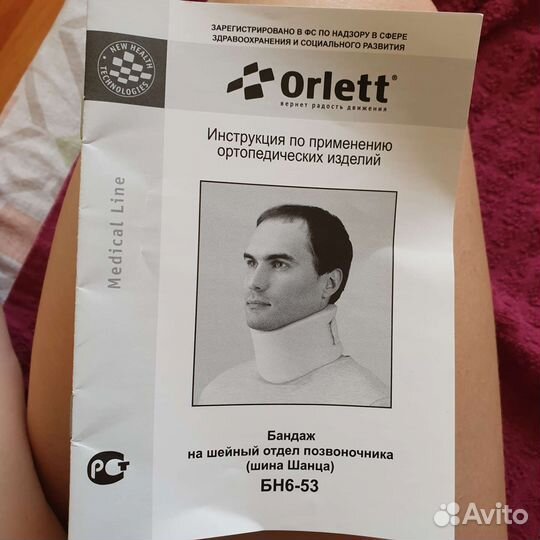 ЗАРЕГИСТРИРОВАНО В ФС ПО НАДЗОРУ В СФЕРЕ
ЗДРАВООХРАНЕНИЯ И СОЦИАЛЬНОГО РАЗВИТИЯ
NEW HEALTH
TECHNOLOGIES
Orlett®
вернет радость движения
Инструкция по применению
ортопедических изделий
Medical Line
Бандаж
на шейный отдел позвоночника
(шина Шанца)
БН6-53
РСТ
Avito